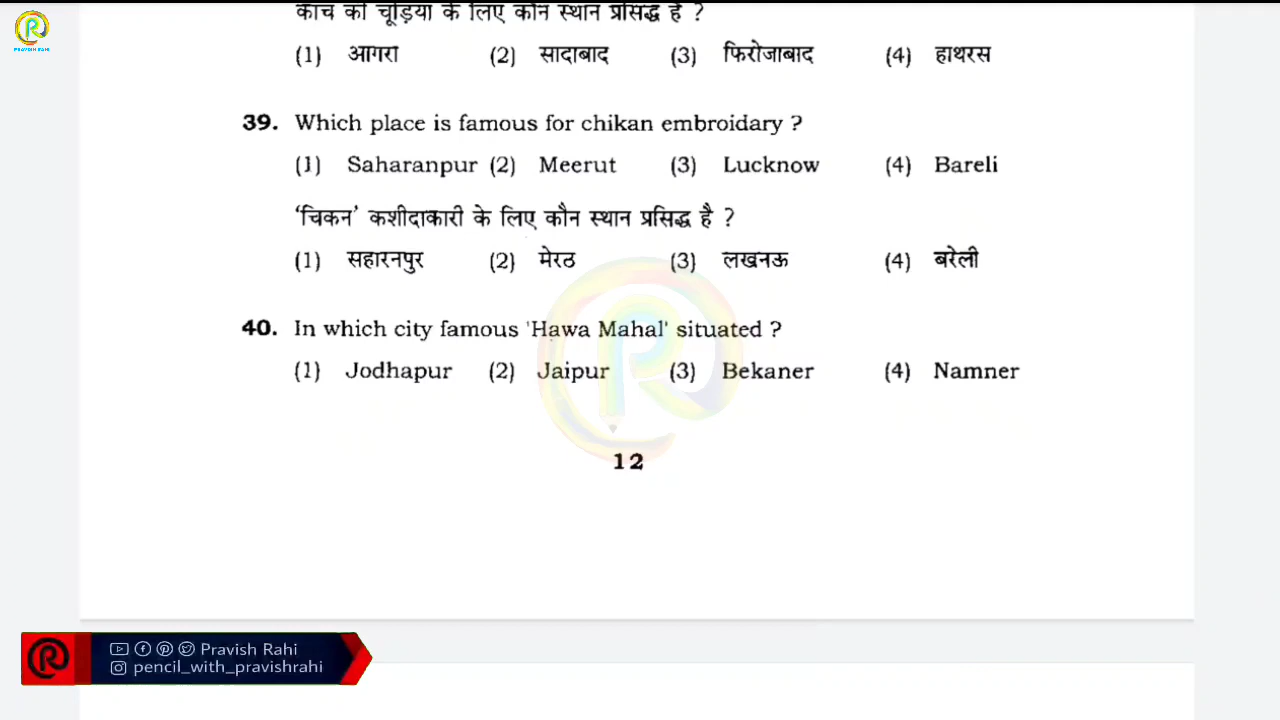 PRAVISH RAHI
काँच की चूड़ियों के लिए कौन स्थान प्रसिद्ध है ?
(1) आगरा (2) सादाबाद (3) फिरोजाबाद (4) हाथरस
39. Which place is famous for chikan embroidary ?
(1) Saharanpur (2) Meerut (3) Lucknow (4) Bareli
'चिकन' कशीदाकारी के लिए कौन स्थान प्रसिद्ध है ?
(1) सहारनपुर (2) मेरठ (3) लखनऊ (4) बरेली
40. In which city famous 'Hawa Mahal' situated ?
(1) Jodhapur (2) Jaipur (3) Bekaner (4) Namner
12
Pravish Rahi
pencil_with_pravishrahi